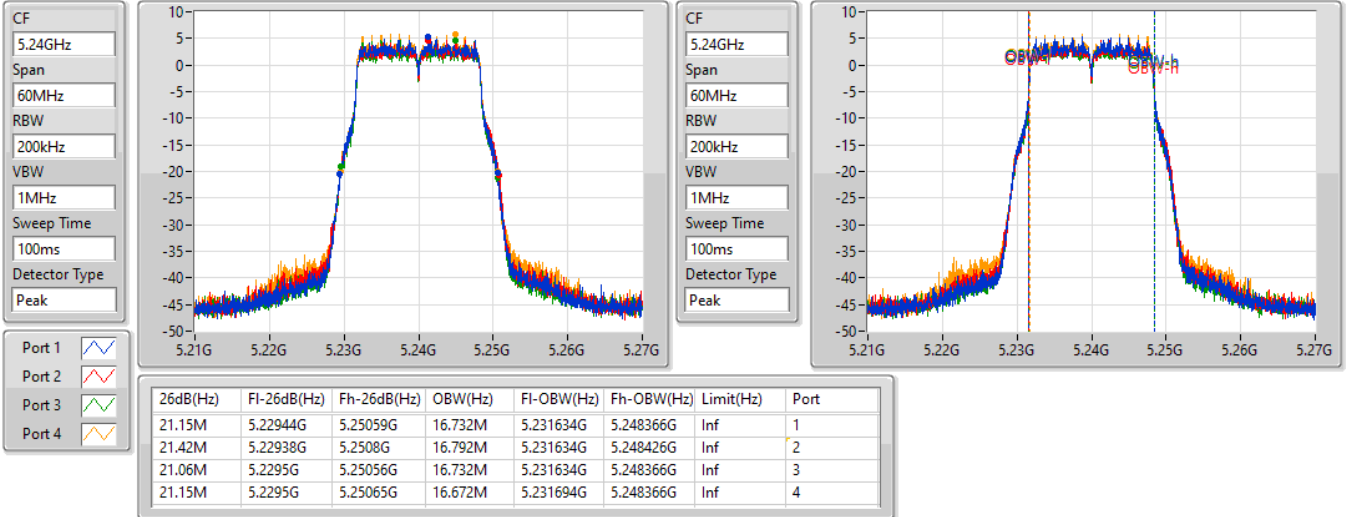 CF
5.24GHz
Span
60MHz
RBW
200kHz
VBW
1MHz
Sweep Time
100ms
Detector Type
Peak
10
5
0
-5
-10
-15
-20
-25
-30
-35
-40
-45
-50
5.21G 5.22G 5.23G 5.24G 5.25G 5.26G 5.27G
CF
5.24GHz
Span
60MHz
RBW
200kHz
VBW
1MHz
Sweep Time
100ms
Detector Type
Peak
10
5
0
-5
-10
-15
-20
-25
-30
-35
-40
-45
-50
OBW-h
5.21G 5.22G 5.23G 5.24G 5.25G 5.26G 5.27G
Port 1
Port 2
Port 3
Port 4
26dB(Hz) Fl-26dB(Hz) Fh-26dB(Hz) OBW(Hz) Fl-OBW(Hz) Fh-OBW(Hz) Limit(Hz) Port
21.15M 5.22944G 5.25059G 16.732M 5.231634G 5.248366G Inf 1
21.42M 5.22938G 5.2508G 16.792M 5.231634G 5.248426G Inf 2
21.06M 5.2295G 5.25056G 16.732M 5.231634G 5.248366G Inf 3
21.15M 5.2295G 5.25065G 16.672M 5.231694G 5.248366G Inf 4